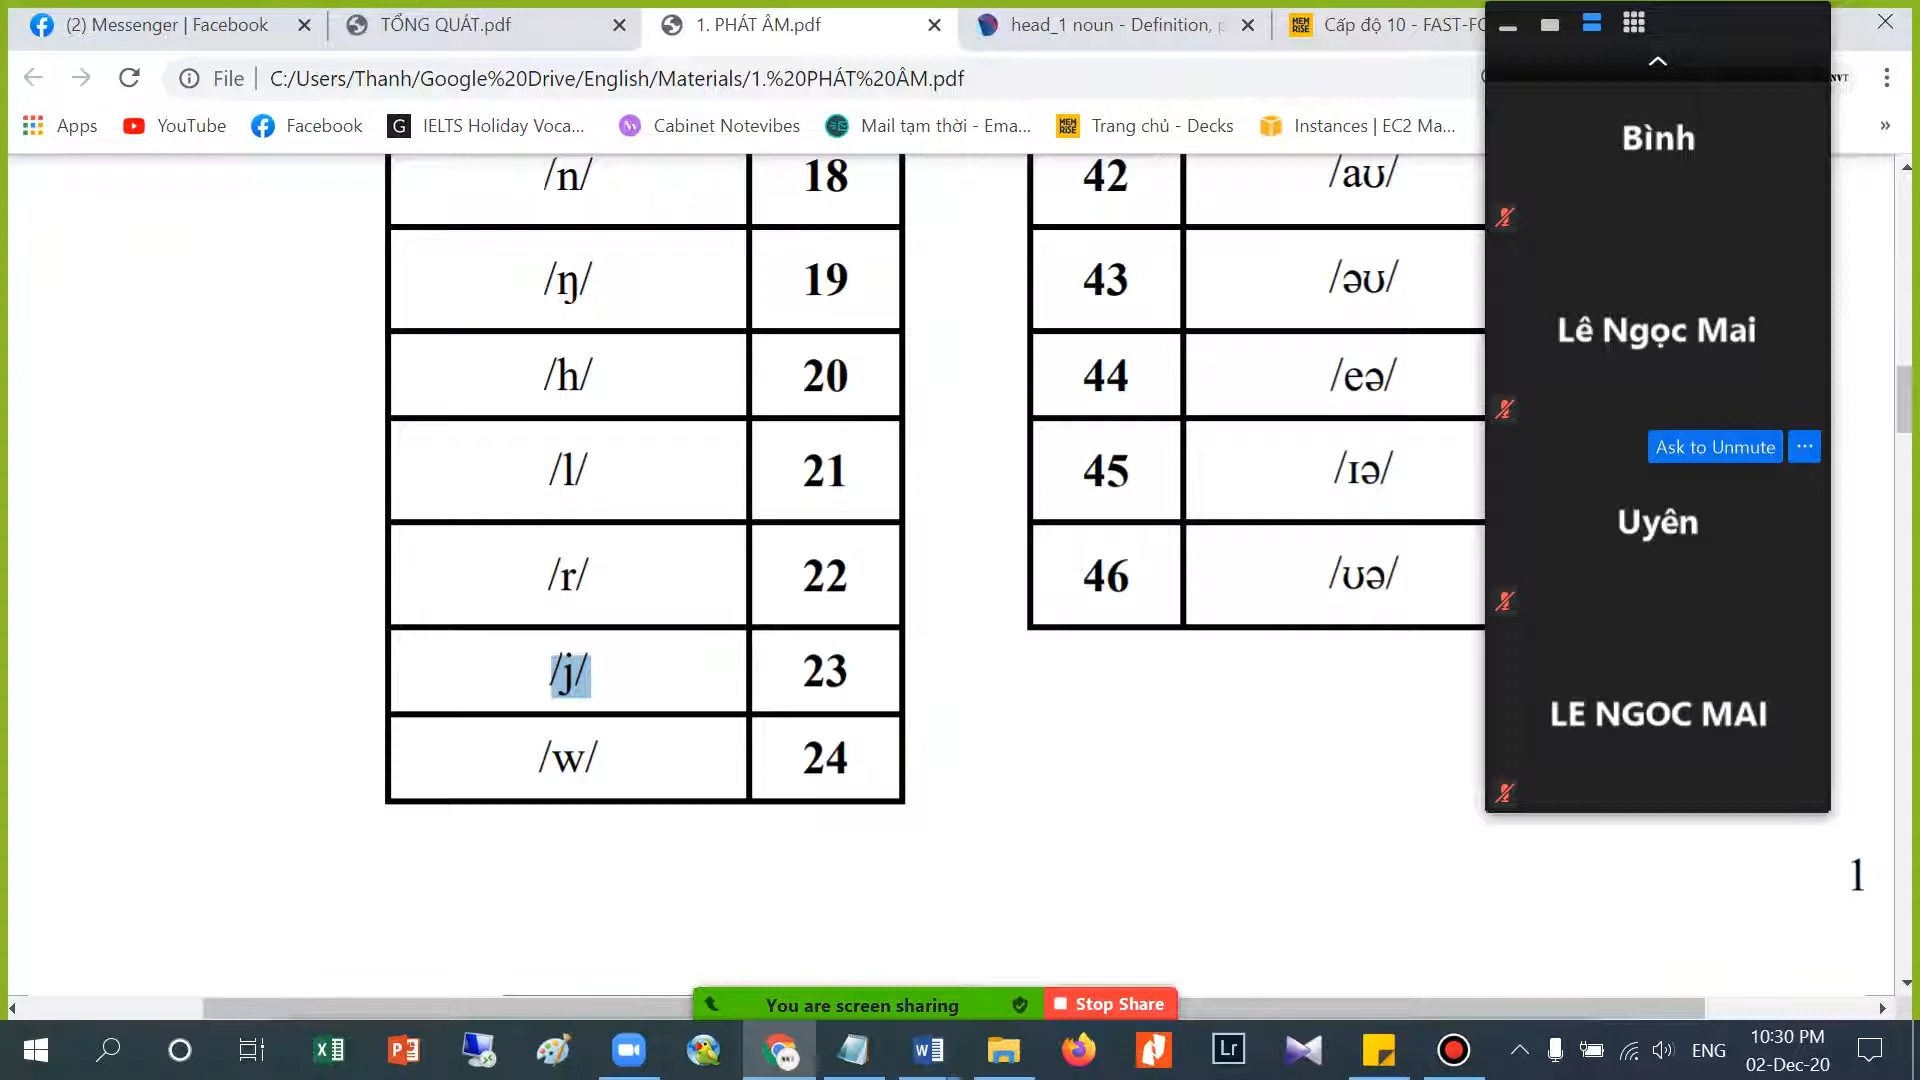 (2) Messenger | Facebook
TỔNG QUÁT.pdf
1. PHÁT ÂM.pdf
head_1 noun - Definition, p
Cấp độ 10 - FAST-FO
File
C:/Users/Thanh/Google%20Drive/English/Materials/1.%20PHÁT%20ÂM.pdf
Apps
YouTube
Facebook
IELTS Holiday Voca...
Cabinet Notevibes
Mail tạm thời - Ema...
Trang chủ - Decks
Instances | EC2 Ma...
»
/n/ 18
/ŋ/ 19
/h/ 20
/l/ 21
/r/ 22
/j/ 23
/w/ 24
42 /aʊ/
43 /əʊ/
44 /eə/
45 /ɪə/
46 /ʊə/
Bình
Lê Ngọc Mai
Ask to Unmute
...
Uyên
LE NGOC MAI
1
You are screen sharing
Stop Share
Lr
ENG
10:30 PM
02-Dec-20